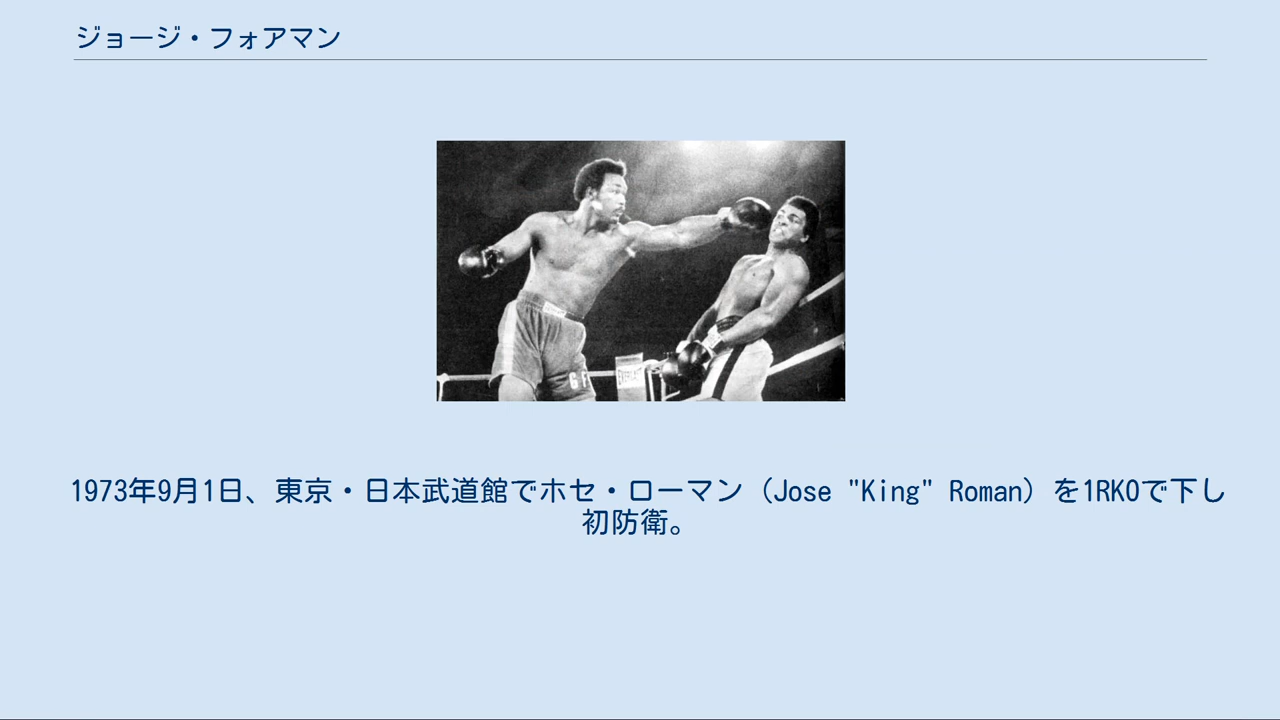 ジョージ・フォアマン
GF
EVERLAST
1973年9月1日、東京・日本武道館でホセ・ローマン（Jose "King" Roman）を1RKOで下し
初防衛。